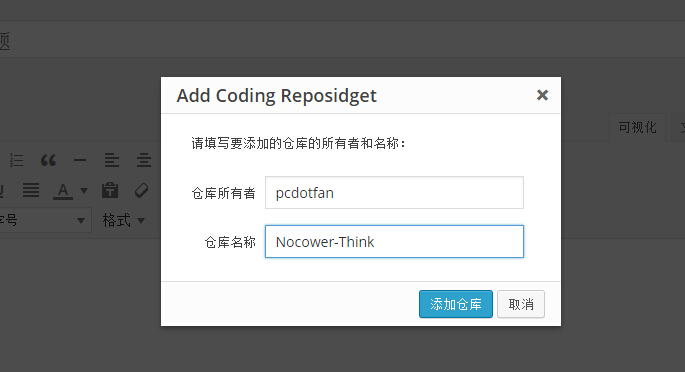 题
Add Coding Reposidget
请填写要添加的仓库的所有者和名称：
可视化
仓库所有者 pcdotfan
仓库名称 Nocower-Think
字号 格式
添加仓库 取消